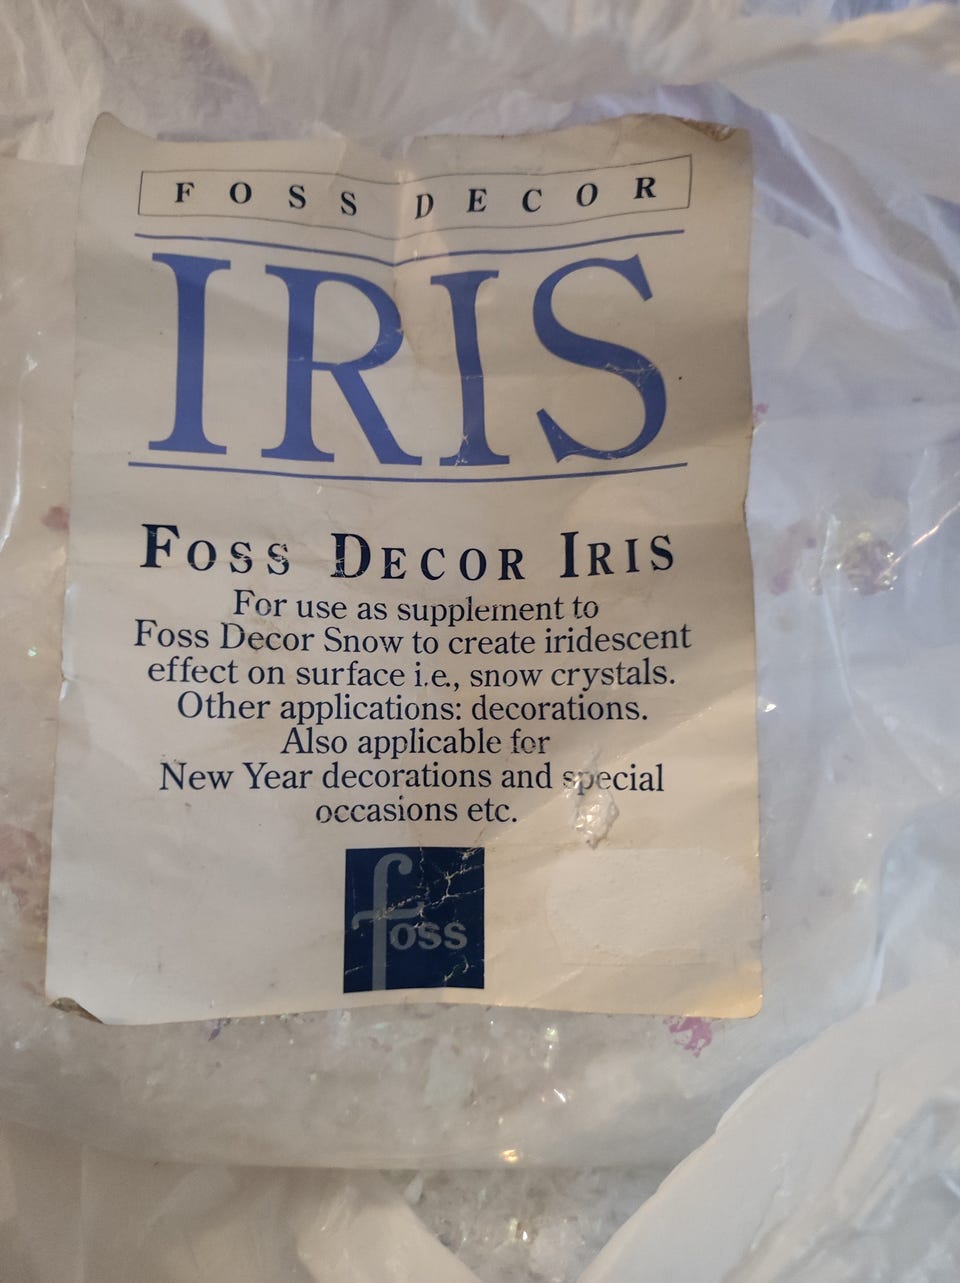 FOSS DECOR
IRIS
FOSS DECOR IRIS
For use as supplement to
Foss Decor Snow to create iridescent
effect on surface i.e., snow crystals.
Other applications: decorations.
Also applicable for
New Year decorations and special
occasions etc.
foss